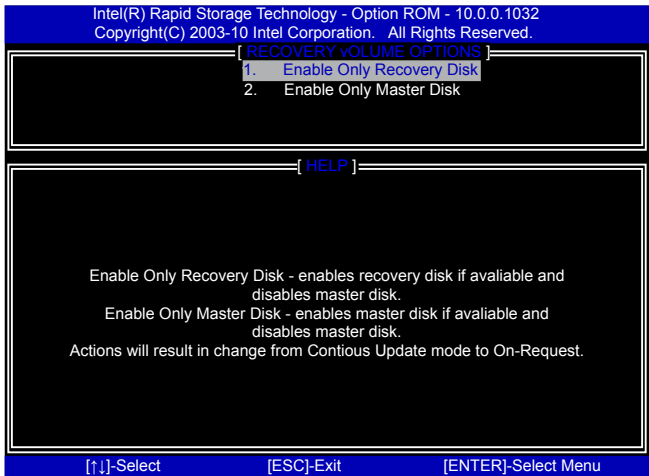 Intel(R) Rapid Storage Technology - Option ROM - 10.0.0.1032
Copyright(C) 2003-10 Intel Corporation. All Rights Reserved.
[ RECOVERY vOLUME OPTIONS ]
1. Enable Only Recovery Disk
2. Enable Only Master Disk
[ HELP ]
Enable Only Recovery Disk - enables recovery disk if avaliable and
disables master disk.
Enable Only Master Disk - enables master disk if avaliable and
disables master disk.
Actions will result in change from Contious Update mode to On-Request.
[↑↓]-Select [ESC]-Exit [ENTER]-Select Menu